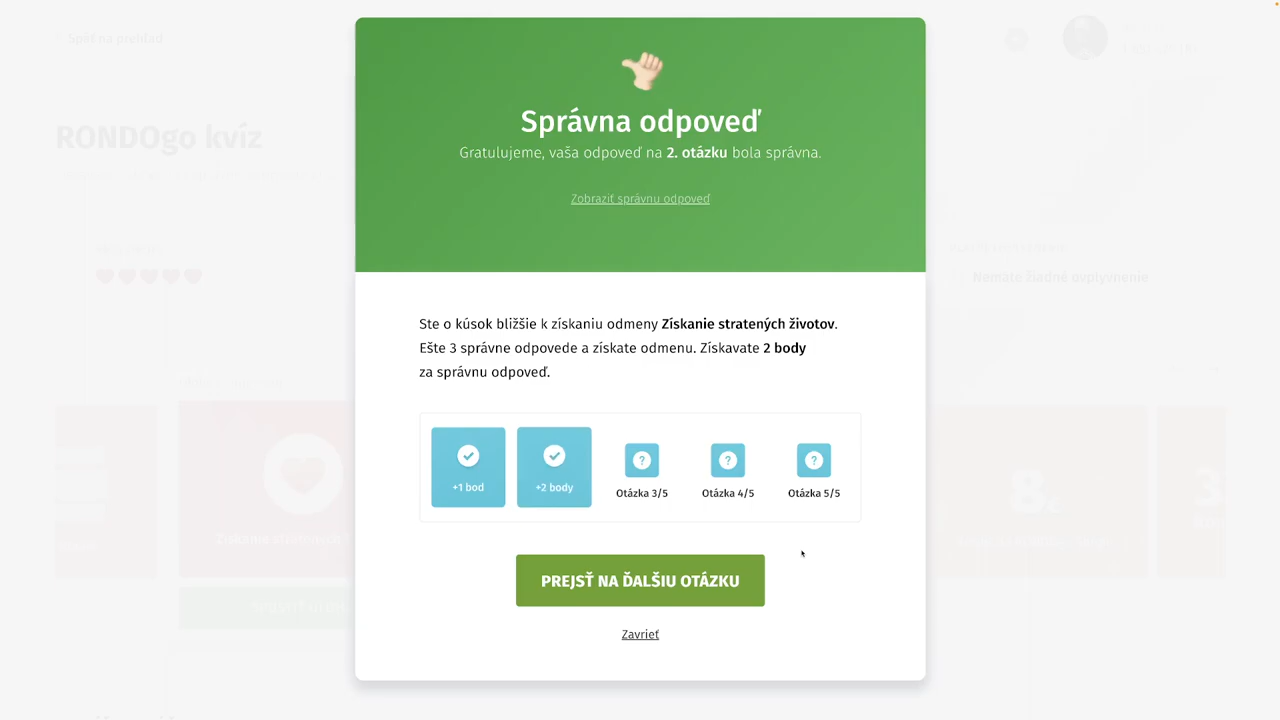 Späť na prehľad
RONDOgo kvíz
Správna odpoveď
Gratulujeme, vaša odpoveď na 2. otázku bola správna.
Zobraziť správnu odpoveď
Nemáte žiadne ovplyvnenie
Ste o kúsok bližšie k získaniu odmeny Získanie stratených životov.
Ešte 3 správne odpovede a získate odmenu. Získavate 2 body
za správnu odpoveď.
+1 bod
+2 body
Otázka 3/5
Otázka 4/5
Otázka 5/5
PREJSŤ NA ĎALŠIU OTÁZKU
Zavrieť